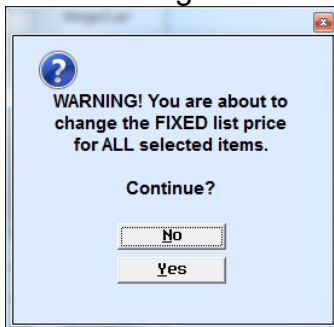 WARNING! You are about to
change the FIXED list price
for ALL selected items.
Continue?
No
Yes